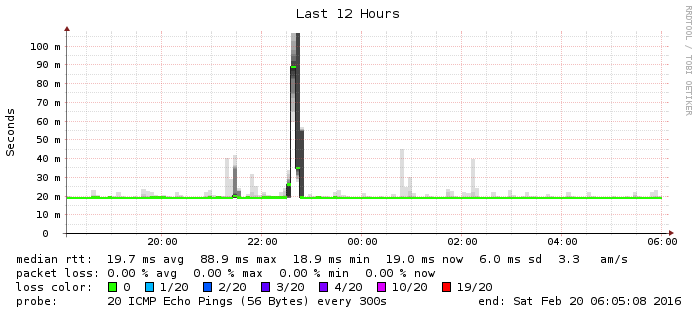 Last 12 Hours
RRDTOOL / TOBI OETIKER
Seconds
100 m
90 m
80 m
70 m
60 m
50 m
40 m
30 m
20 m
10 m
0
20:00 22:00 00:00 02:00 04:00 06:00
median rtt: 19.7 ms avg 88.9 ms max 18.9 ms min 19.0 ms now 6.0 ms sd 3.3 am/s
packet loss: 0.00 % avg 0.00 % max 0.00 % min 0.00 % now
loss color: 0 1/20 2/20 3/20 4/20 10/20 19/20
probe: 20 ICMP Echo Pings (56 Bytes) every 300s end: Sat Feb 20 06:05:08 2016